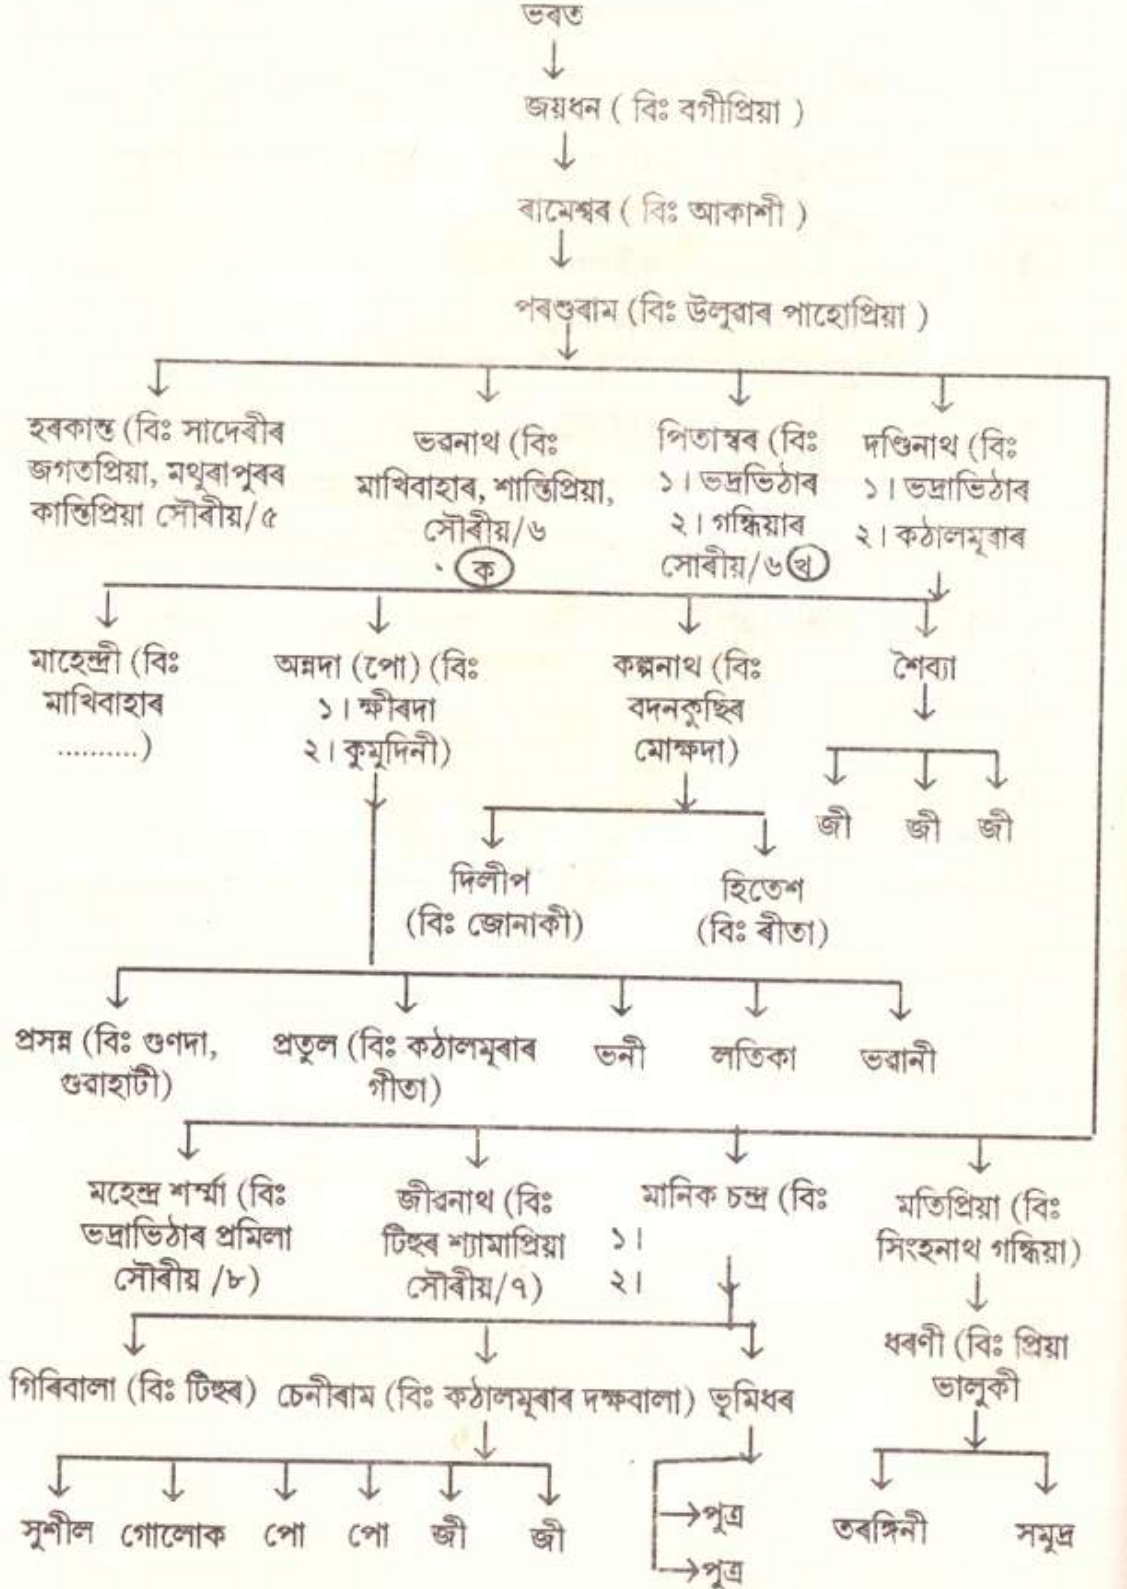 ভৰত
জয়ধন ( বিঃ বগীপ্ৰিয়া )
ৰামেশ্বৰ ( বিঃ আকাশী )
পৰশুৰাম (বিঃ উলুৱাৰ পাহোপ্ৰিয়া )
হৰকান্ত (বিঃ সাদেৰীৰ
জগতপ্ৰিয়া, মথুৰাপুৰৰ
কান্তিপ্ৰিয়া সৌৰীয়/৫
ভৱনাথ (বিঃ
মাখিবাহাৰ, শান্তিপ্ৰিয়া,
সৌৰীয়/৬
ক
পিতাম্বৰ (বিঃ
১। ভদ্ৰভিঠাৰ
২। গন্ধিয়াৰ
সোৰীয়/৬ খ
দণ্ডিনাথ (বিঃ
১। ভদ্ৰাভিঠাৰ
২। কঠালমূৰাৰ
মাহেন্দ্ৰী (বিঃ
মাখিবাহাৰ
..........)
অন্নদা (পো) (বিঃ
১। ক্ষীৰদা
২। কুমুদিনী)
কল্পনাথ (বিঃ
বদনকুছিৰ
মোক্ষদা)
শৈব্যা
জী জী জী
দিলীপ
(বিঃ জোনাকী)
হিতেশ
(বিঃ ৰীতা)
প্ৰসন্ন (বিঃ গুণদা,
গুৱাহাটী)
প্ৰতুল (বিঃ কঠালমূৰাৰ
গীতা)
ভনী
লতিকা
ভৱানী
মহেন্দ্ৰ শৰ্ম্মা (বিঃ
ভদ্ৰাভিঠাৰ প্ৰমিলা
সৌৰীয় /৮)
জীৱনাথ (বিঃ
টিহুৰ শ্যামাপ্ৰিয়া
সৌৰীয়/৭)
মানিক চন্দ্ৰ (বিঃ
১।
২।
মতিপ্ৰিয়া (বিঃ
সিংহনাথ গন্ধিয়া)
ধৰণী (বিঃ প্ৰিয়া
ভালুকী
গিৰিবালা (বিঃ টিহুৰ)
চেনীৰাম (বিঃ কঠালমূৰাৰ দক্ষবালা)
ভূমিধৰ
সুশীল গোলোক পো পো জী জী
পুত্ৰ
পুত্ৰ
তৰঙ্গিনী
সমুদ্ৰ